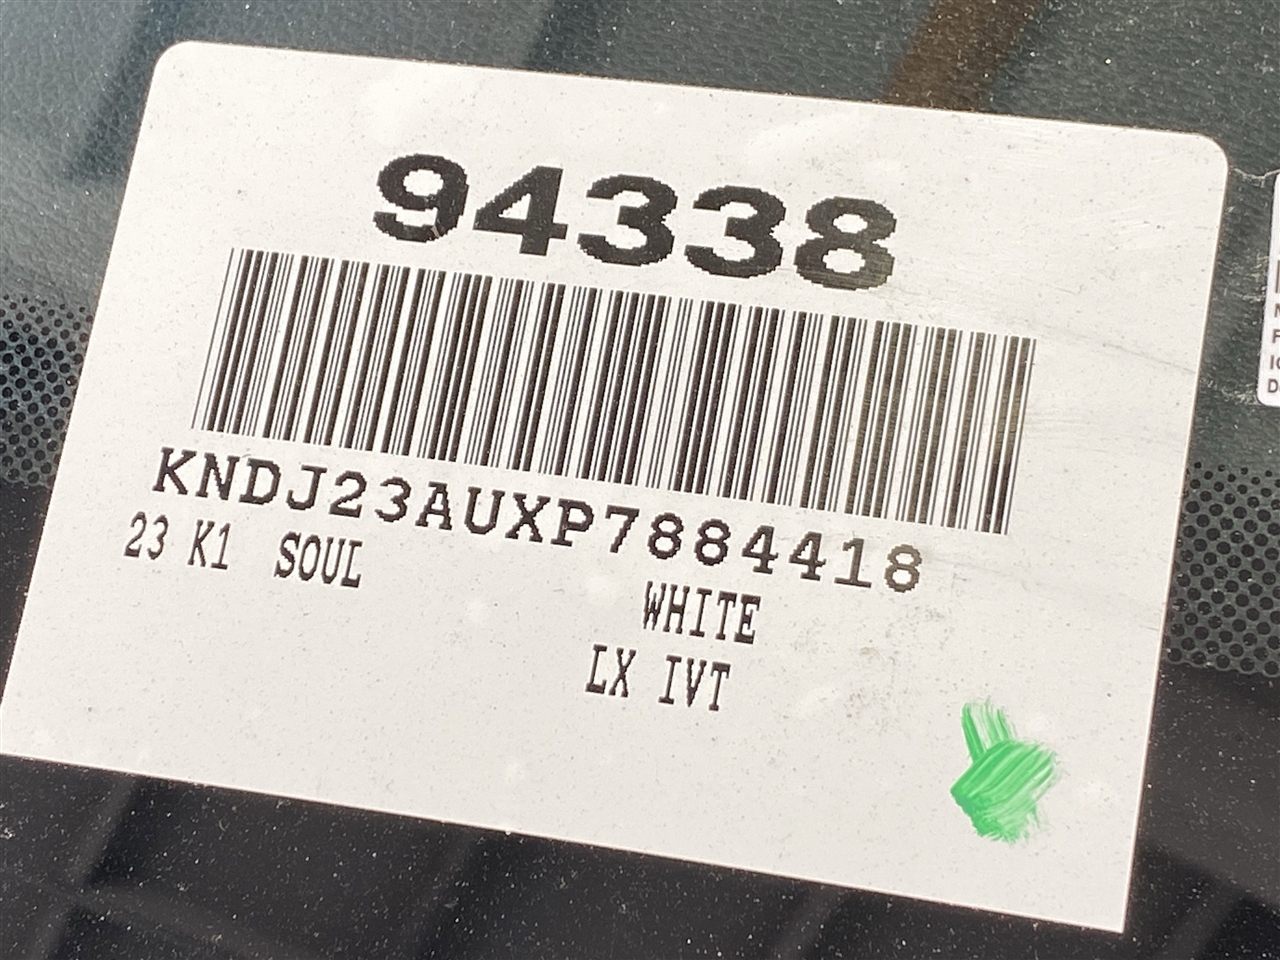 94338
KNDJ23AUXP7884418
23 K1 SOUL
WHITE
LX IVT